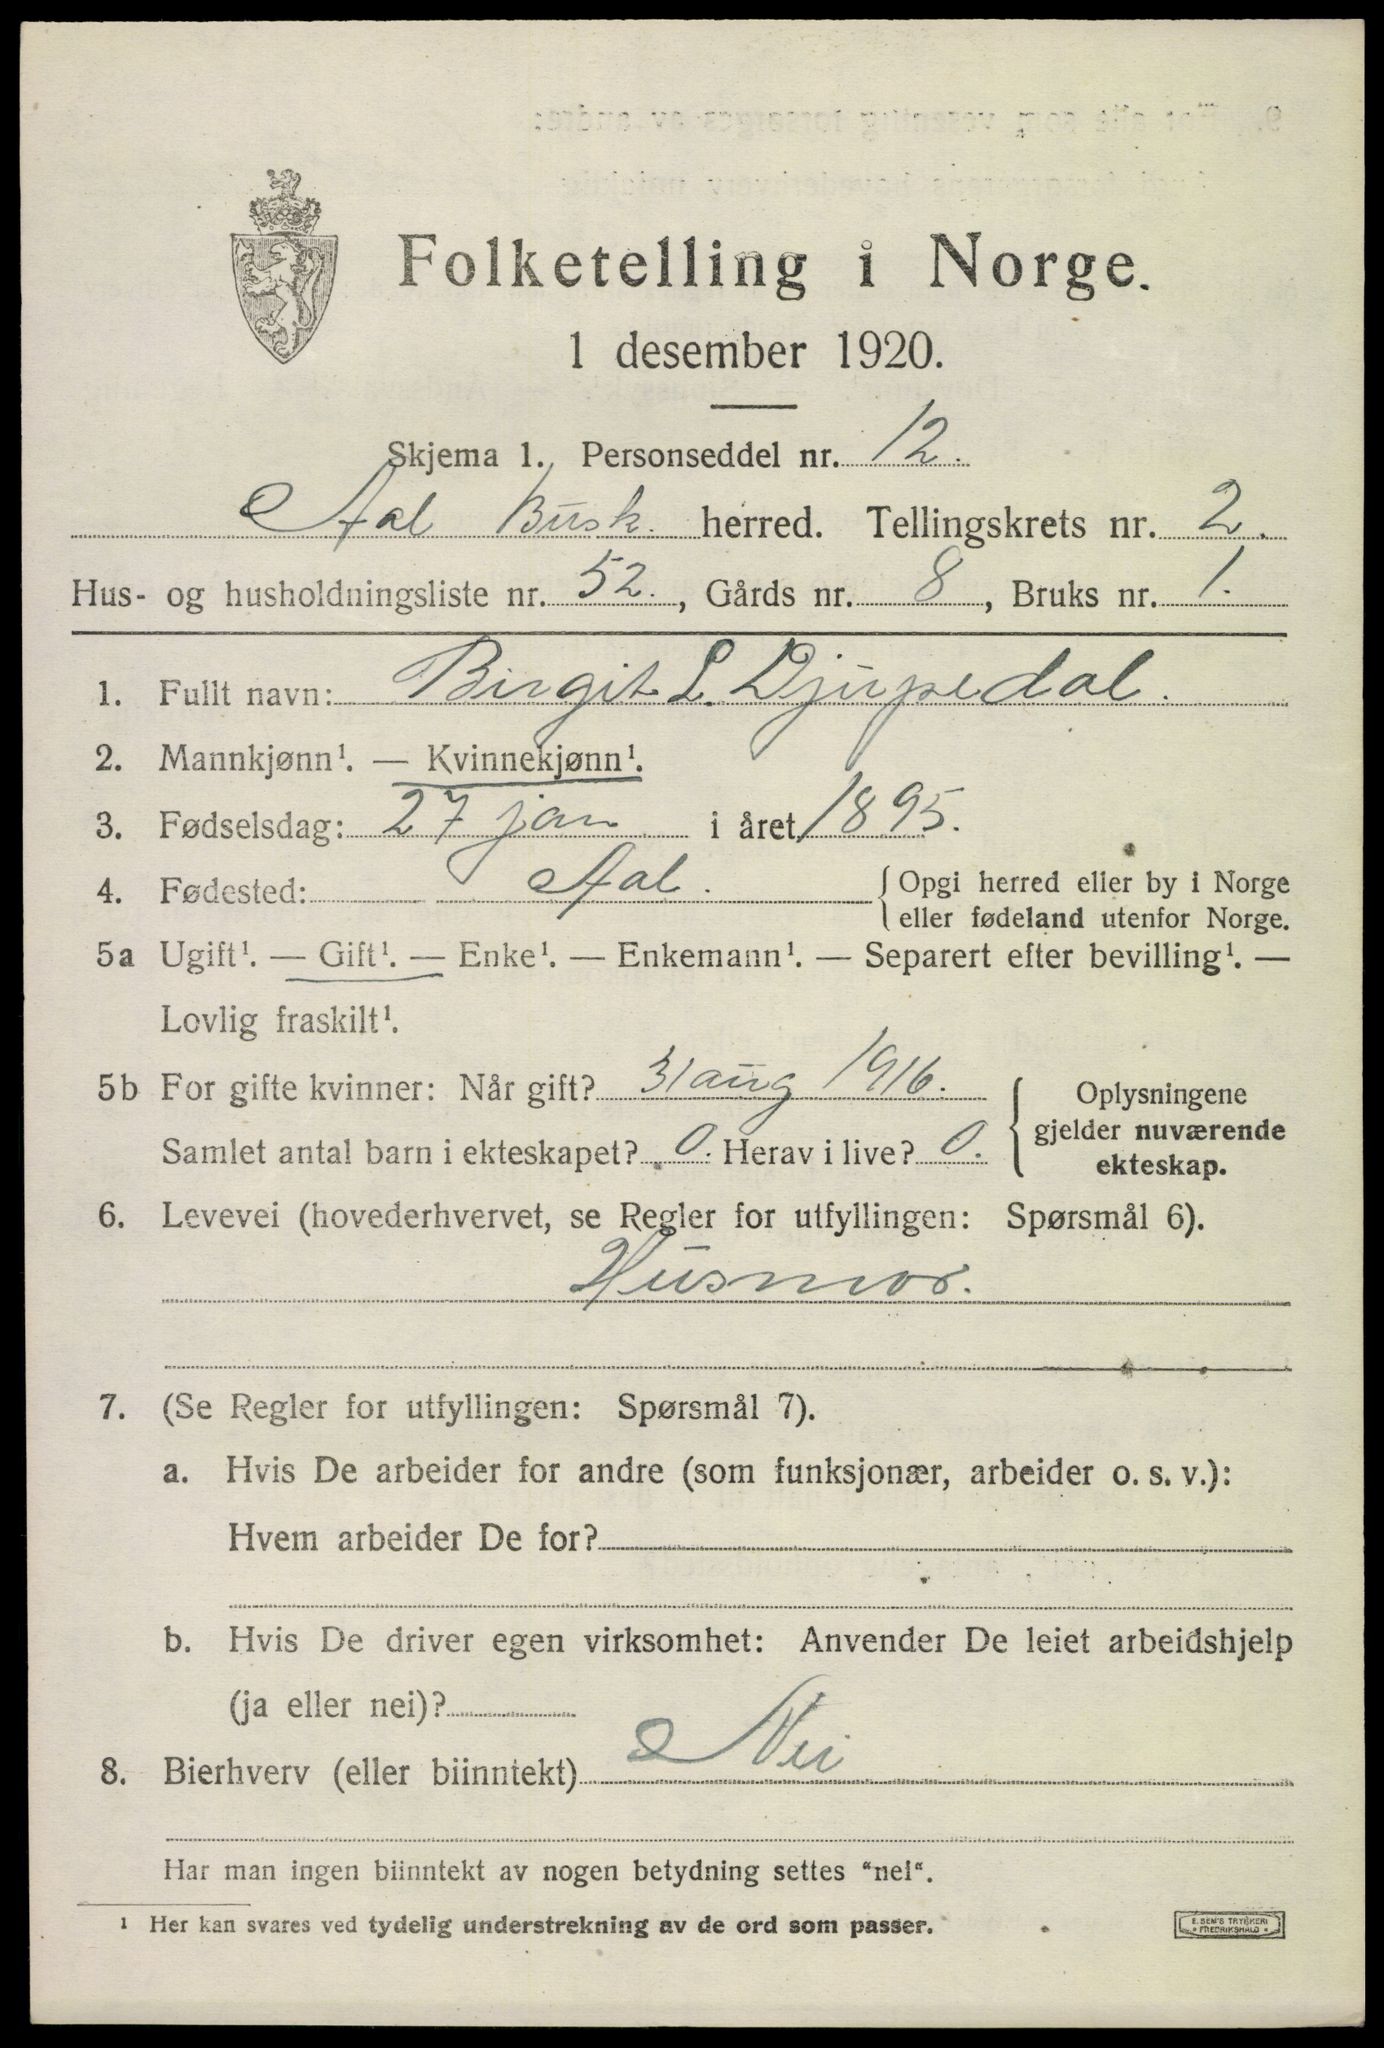 Folketelling i Norge.
1 desember 1920.
Skjema 1. Personseddel nr. 12.
Aal Busk. herred. Tellingskrets nr. 2.
Hus- og husholdningsliste nr. 52., Gårds nr. 8, Bruks nr. 1.
1. Fullt navn: Birgit L. Djupedal.
2. Mannkjønn¹. — Kvinnekjønn¹.
3. Fødselsdag: 27 jan i året 1895.
4. Fødested: Aal. { Opgi herred eller by i Norge
eller fødeland utenfor Norge.
5a Ugift¹. — Gift¹. — Enke¹. — Enkemann¹. — Separert efter bevilling¹. —
Lovlig fraskilt¹.
5b For gifte kvinner: Når gift? 31 aug 1916.
Samlet antal barn i ekteskapet? 0. Herav i live? 0.
{ Oplysningene
gjelder nuværende
ekteskap.
6. Levevei (hovederhvervet, se Regler for utfyllingen: Spørsmål 6).
Husmor.
7. (Se Regler for utfyllingen: Spørsmål 7).
a. Hvis De arbeider for andre (som funksjonær, arbeider o. s. v.):
Hvem arbeider De for?
b. Hvis De driver egen virksomhet: Anvender De leiet arbeidshjelp
(ja eller nei)?
8. Bierhverv (eller biinntekt) Nei
Har man ingen biinntekt av nogen betydning settes "nei".
¹ Her kan svares ved tydelig understrekning av de ord som passer.
E. SEM'S TRYKKERI
* FREDRIKSHALD *